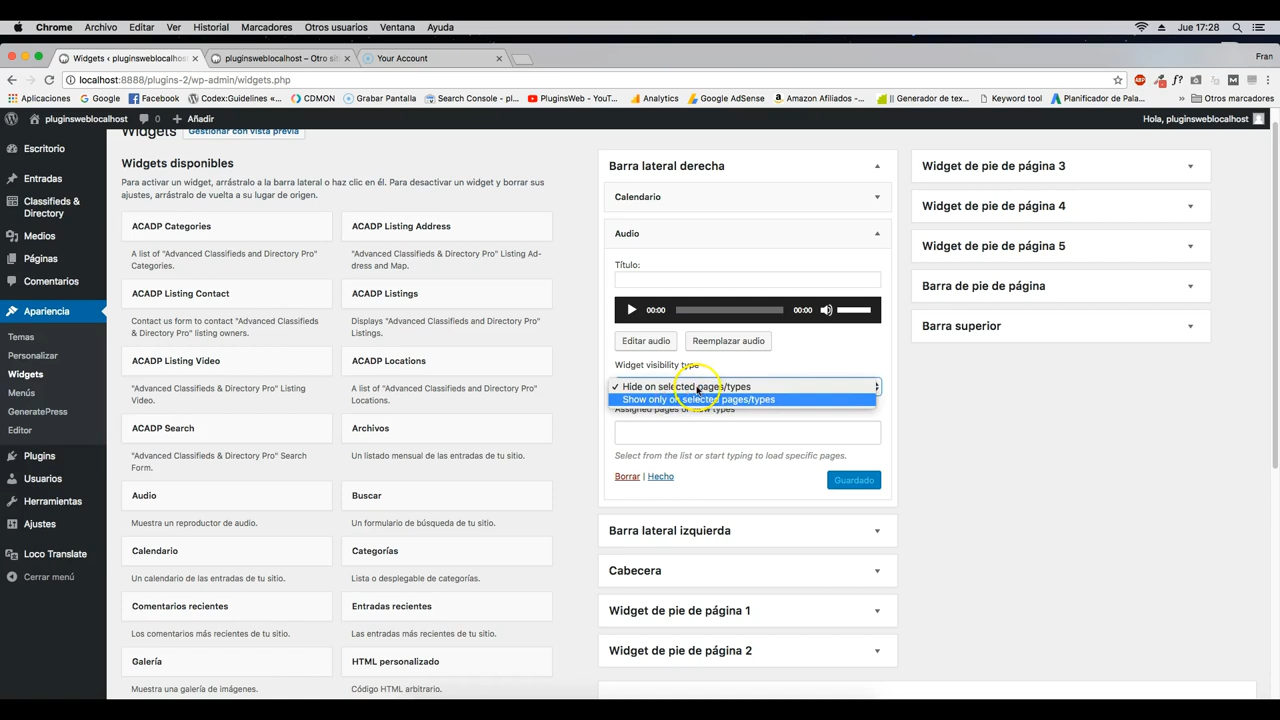 Chrome Archivo Editar Ver Historial Marcadores Otros usuarios Ventana Ayuda Jue 17:28
Widgets ‹ pluginsweblocalhost × pluginsweblocalhost – Otro si × Your Account × Fran
localhost:8888/plugins-2/wp-admin/widgets.php
Aplicaciones Google Facebook Codex:Guidelines «... CDMON Grabar Pantalla Search Console - pl... PluginsWeb - YouT... Analytics Google AdSense Amazon Afiliados -... || Generador de tex... Keyword tool Planificador de Pala... » Otros marcadores
pluginsweblocalhost 0 Añadir Hola, pluginsweblocalhost
Escritorio
Entradas
Classifieds &
Directory
Medios
Páginas
Comentarios
Apariencia
Temas
Personalizar
Widgets
Menús
GeneratePress
Editor
Plugins
Usuarios
Herramientas
Ajustes
Loco Translate
Cerrar menú
Widgets Gestionar con vista previa
Widgets disponibles
Para activar un widget, arrástralo a la barra lateral o haz clic en él. Para desactivar un widget y borrar sus
ajustes, arrástralo de vuelta a su lugar de origen.
ACADP Categories
A list of "Advanced Classifieds & Directory Pro"
Categories.
ACADP Listing Address
"Advanced Classifieds & Directory Pro" Listing Ad-
dress and Map.
ACADP Listing Contact
Contact us form to contact "Advanced Classifieds
& Directory Pro" listing owners.
ACADP Listings
Displays "Advanced Classifieds and Directory Pro"
Listings.
ACADP Listing Video
"Advanced Classifieds & Directory Pro" Listing
Video.
ACADP Locations
A list of "Advanced Classifieds & Directory Pro"
Locations.
ACADP Search
"Advanced Classifieds & Directory Pro" Search
Form.
Archivos
Un listado mensual de las entradas de tu sitio.
Audio
Muestra un reproductor de audio.
Buscar
Un formulario de búsqueda de tu sitio.
Calendario
Un calendario de las entradas de tu sitio.
Categorías
Lista o desplegable de categorías.
Comentarios recientes
Los comentarios más recientes de tu sitio.
Entradas recientes
Las entradas más recientes de tu sitio.
Galería
Muestra una galería de imágenes.
HTML personalizado
Código HTML arbitrario.
Barra lateral derecha
Calendario
Audio
Título:
00:00 00:00
Editar audio Reemplazar audio
Widget visibility type
✓ Hide on selected pages/types
Show only on selected pages/types
Assigned pages or new types
Select from the list or start typing to load specific pages.
Borrar | Hecho Guardado
Barra lateral izquierda
Cabecera
Widget de pie de página 1
Widget de pie de página 2
Widget de pie de página 3
Widget de pie de página 4
Widget de pie de página 5
Barra de pie de página
Barra superior